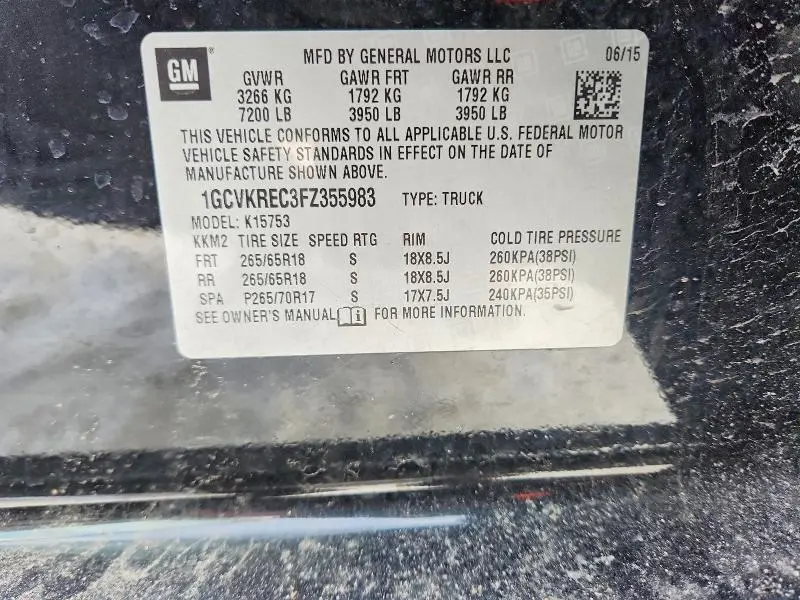 GM
MFD BY GENERAL MOTORS LLC 06/15
GVWR GAWR FRT GAWR RR
3266 KG 1792 KG 1792 KG
7200 LB 3950 LB 3950 LB
THIS VEHICLE CONFORMS TO ALL APPLICABLE U.S. FEDERAL MOTOR
VEHICLE SAFETY STANDARDS IN EFFECT ON THE DATE OF
MANUFACTURE SHOWN ABOVE.
1GCVKREC3FZ355983 TYPE: TRUCK
MODEL: K15753
KKM2 TIRE SIZE SPEED RTG RIM COLD TIRE PRESSURE
FRT 265/65R18 S 18X8.5J 260KPA(38PSI)
RR 265/65R18 S 18X8.5J 260KPA(38PSI)
SPA P265/70R17 S 17X7.5J 240KPA(35PSI)
SEE OWNER'S MANUAL FOR MORE INFORMATION.